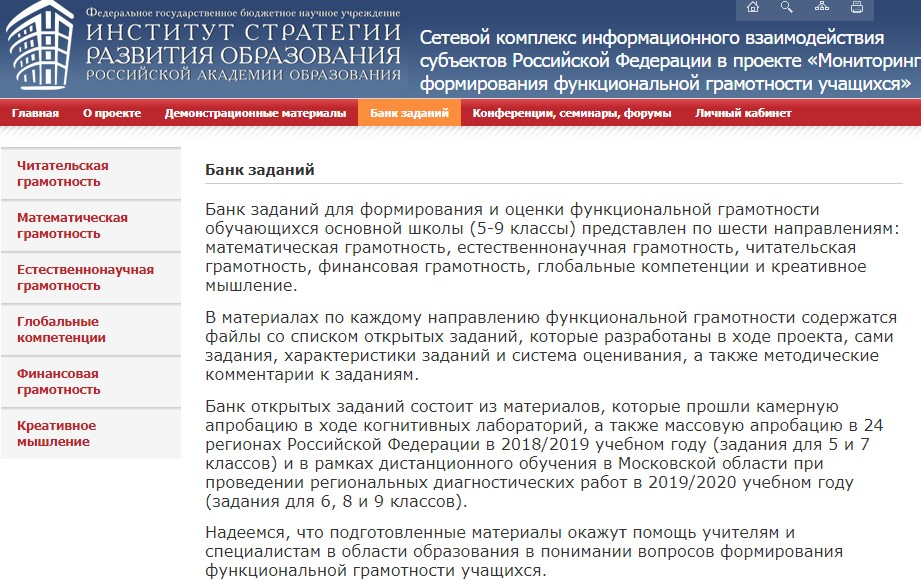 Федеральное государственное бюджетное научное учреждение
ИНСТИТУТ СТРАТЕГИИ
РАЗВИТИЯ ОБРАЗОВАНИЯ
РОССИЙСКОЙ АКАДЕМИИ ОБРАЗОВАНИЯ
Сетевой комплекс информационного взаимодействия
субъектов Российской Федерации в проекте «Мониторинг
формирования функциональной грамотности учащихся»
Главная О проекте Демонстрационные материалы Банк заданий Конференции, семинары, форумы Личный кабинет
Читательская
грамотность
Математическая
грамотность
Естественнонаучная
грамотность
Глобальные
компетенции
Финансовая
грамотность
Креативное
мышление
Банк заданий
Банк заданий для формирования и оценки функциональной грамотности
обучающихся основной школы (5-9 классы) представлен по шести направлениям:
математическая грамотность, естественнонаучная грамотность, читательская
грамотность, финансовая грамотность, глобальные компетенции и креативное
мышление.
В материалах по каждому направлению функциональной грамотности содержатся
файлы со списком открытых заданий, которые разработаны в ходе проекта, сами
задания, характеристики заданий и система оценивания, а также методические
комментарии к заданиям.
Банк открытых заданий состоит из материалов, которые прошли камерную
апробацию в ходе когнитивных лабораторий, а также массовую апробацию в 24
регионах Российской Федерации в 2018/2019 учебном году (задания для 5 и 7
классов) и в рамках дистанционного обучения в Московской области при
проведении региональных диагностических работ в 2019/2020 учебном году
(задания для 6, 8 и 9 классов).
Надеемся, что подготовленные материалы окажут помощь учителям и
специалистам в области образования в понимании вопросов формирования
функциональной грамотности учащихся.